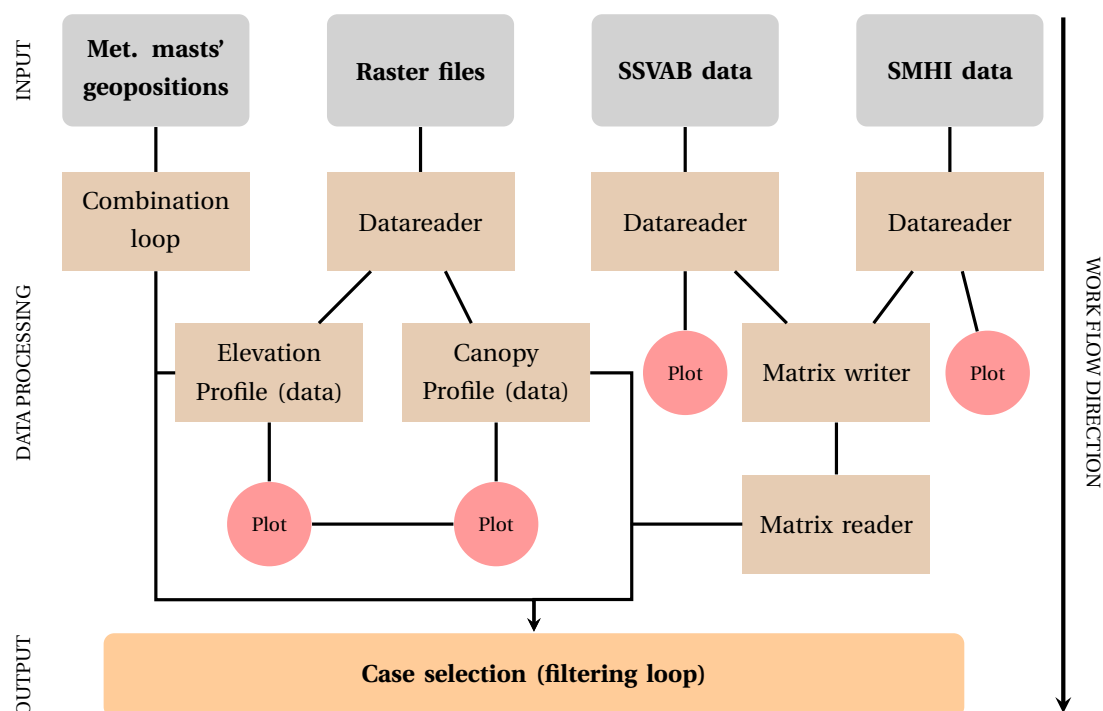 INPUT
Met. masts'
geopositions
Raster files
SSVAB data
SMHI data
Combination
loop
Datareader
Datareader
Datareader
DATA PROCESSING
Elevation
Profile (data)
Canopy
Profile (data)
Plot
Matrix writer
Plot
WORK FLOW DIRECTION
Plot
Plot
Matrix reader
OUTPUT
Case selection (filtering loop)